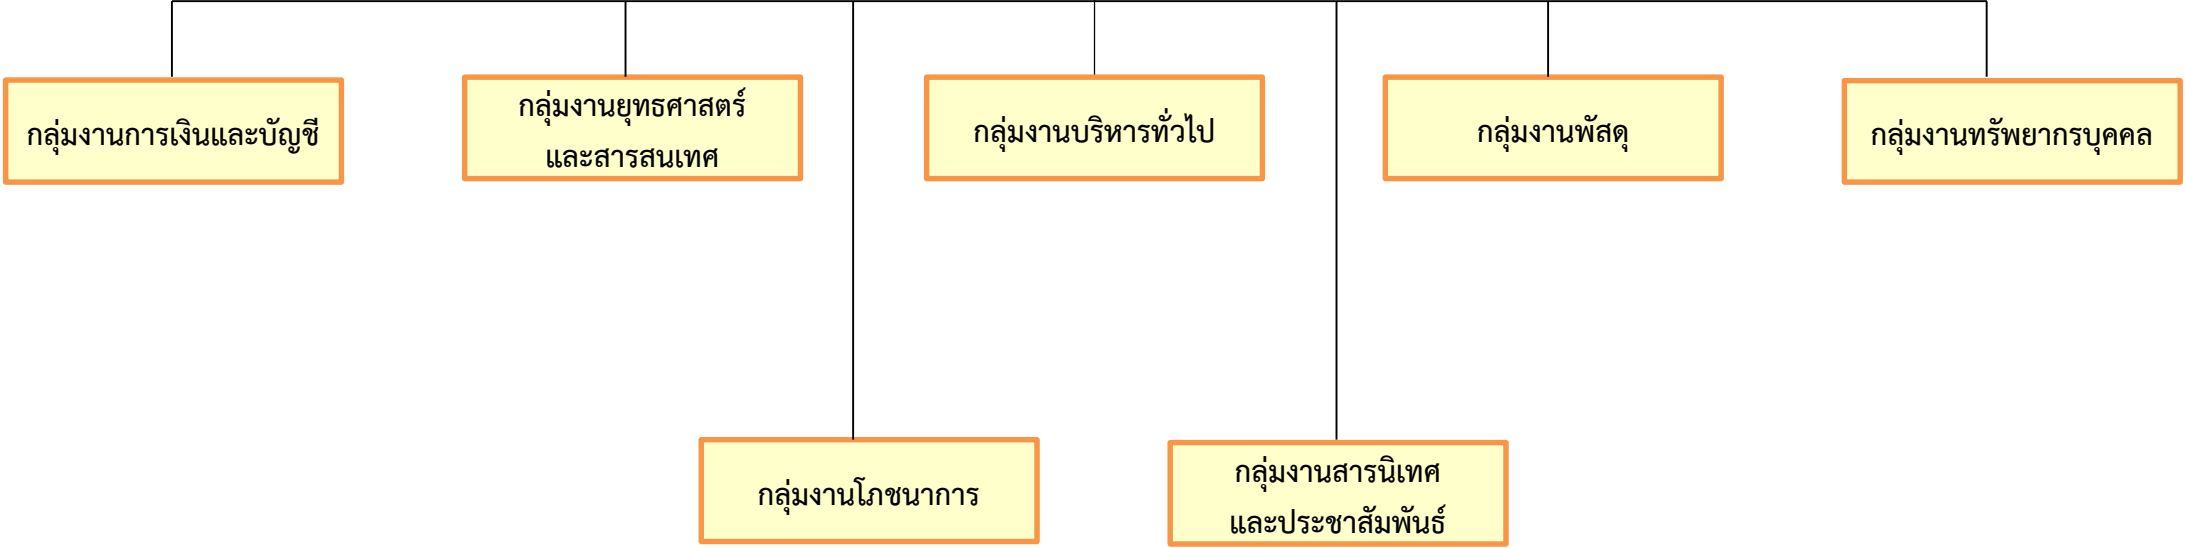 กลุ่มงานการเงินและบัญชี
กลุ่มงานยุทธศาสตร์
และสารสนเทศ
กลุ่มงานบริหารทั่วไป
กลุ่มงานพัสดุ
กลุ่มงานทรัพยากรบุคคล
กลุ่มงานโภชนาการ
กลุ่มงานสารนิเทศ
และประชาสัมพันธ์